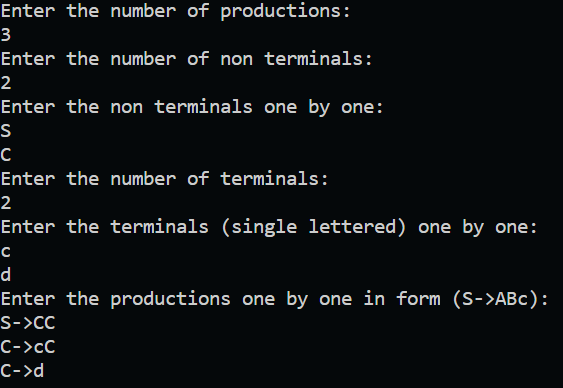 Enter the number of productions:
3
Enter the number of non terminals:
2
Enter the non terminals one by one:
S
C
Enter the number of terminals:
2
Enter the terminals (single lettered) one by one:
c
d
Enter the productions one by one in form (S->ABc):
S->CC
C->cC
C->d